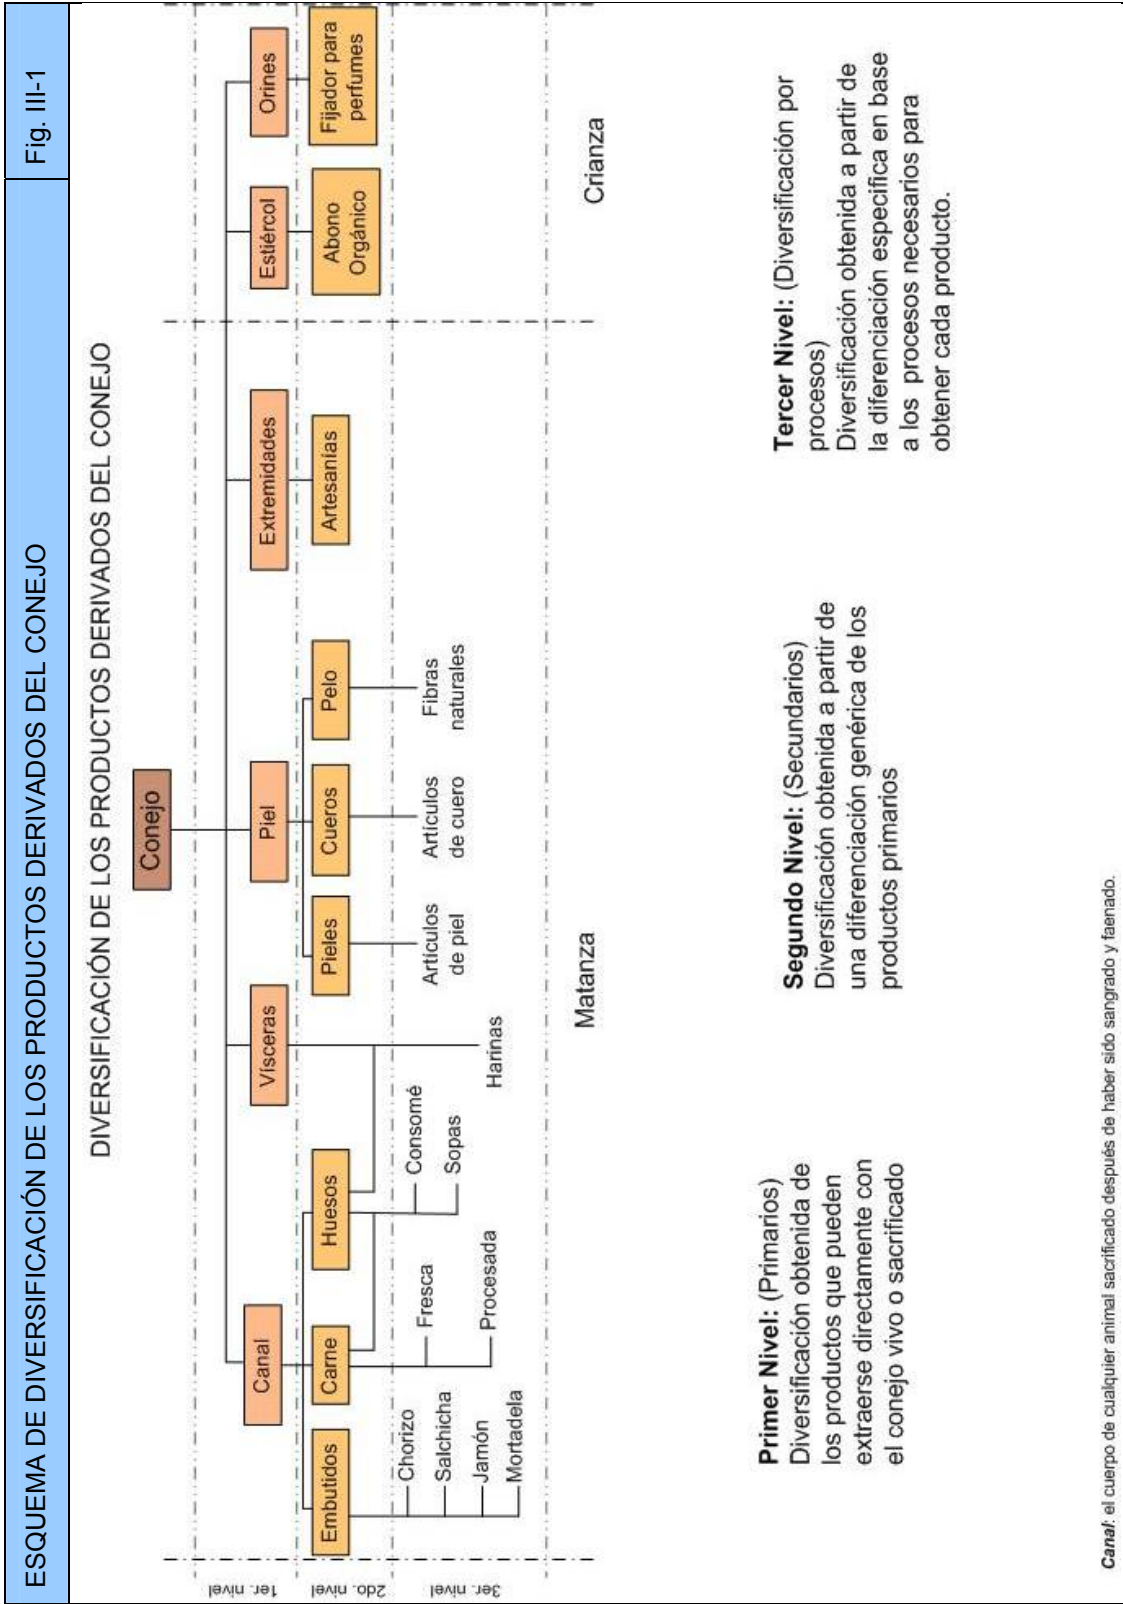 ESQUEMA DE DIVERSIFICACIÓN DE LOS PRODUCTOS DERIVADOS DEL CONEJO
Fig. III-1
DIVERSIFICACIÓN DE LOS PRODUCTOS DERIVADOS DEL CONEJO
Conejo
1er. nivel
Canal
Vísceras
Piel
Extremidades
Estiércol
Orines
2do. nivel
Embutidos
Carne
Huesos
Pieles
Cueros
Pelo
Artesanías
Abono
Orgánico
Fijador para
perfumes
3er. nivel
Chorizo
Salchicha
Jamón
Mortadela
Fresca
Procesada
Consomé
Sopas
Harinas
Artículos
de piel
Artículos
de cuero
Fibras
naturales
Matanza
Crianza
Primer Nivel: (Primarios)
Diversificación obtenida de
los productos que pueden
extraerse directamente con
el conejo vivo o sacrificado
Segundo Nivel: (Secundarios)
Diversificación obtenida a partir de
una diferenciación genérica de los
productos primarios
Tercer Nivel: (Diversificación por
procesos)
Diversificación obtenida a partir de
la diferenciación especifica en base
a los procesos necesarios para
obtener cada producto.
Canal: el cuerpo de cualquier animal sacrificado después de haber sido sangrado y faenado.